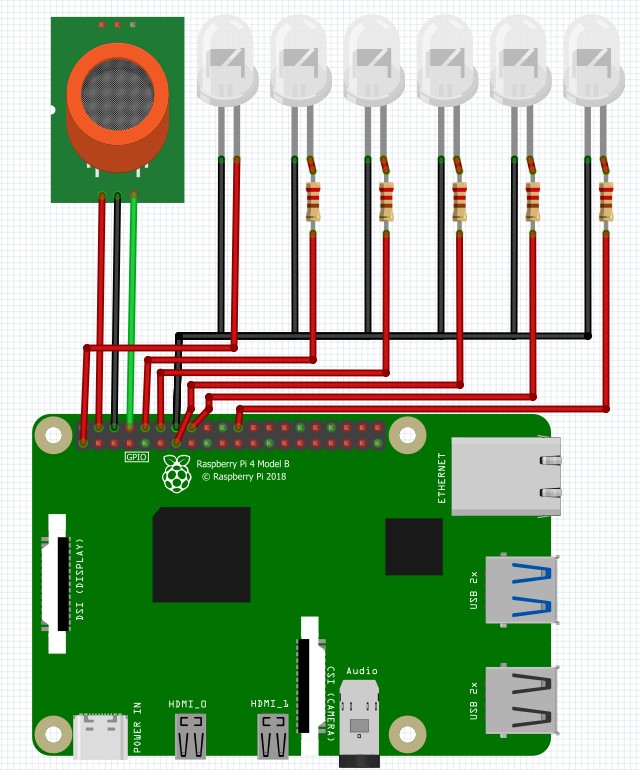 GPIO
Raspberry Pi 4 Model B
© Raspberry Pi 2018
ETHERNET
DSI (DISPLAY)
USB 2x
USB 2x
Audio
CSI (CAMERA)
HDMI_0
HDMI_1
POWER IN